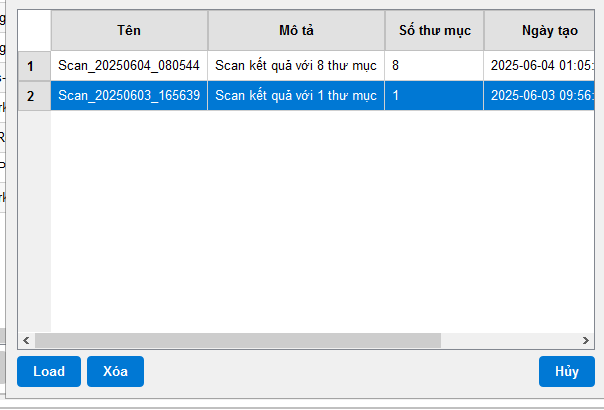 Tên Mô tả Số thư mục Ngày tạo
1 Scan_20250604_080544 Scan kết quả với 8 thư mục 8 2025-06-04 01:05:
2 Scan_20250603_165639 Scan kết quả với 1 thư mục 1 2025-06-03 09:56:
Load Xóa Hủy